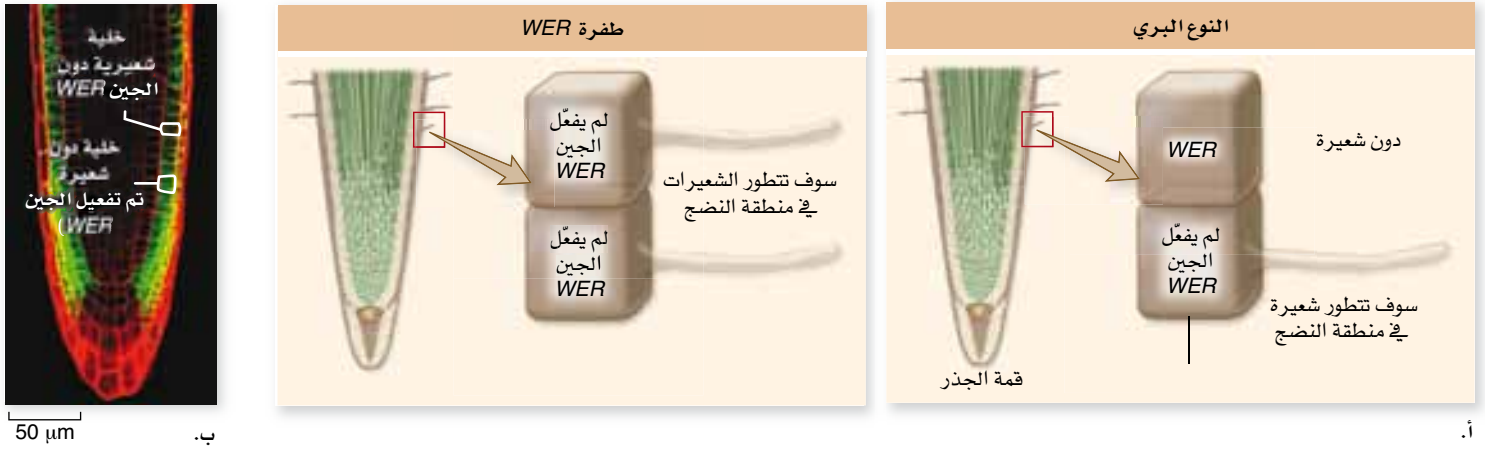 النوع البري
WER
دون شعيرة
لم يفعّل
الجين
WER
سوف تتطور شعيرة
في منطقة النضج
قمة الجذر
أ.
طفرة WER
لم يفعّل
الجين
WER
سوف تتطور الشعيرات
في منطقة النضج
لم يفعّل
الجين
WER
خلية
شعيرية دون
الجين WER
خلية دون
شعيرة
تم تفعيل الجين
WER)
50 µm
ب.